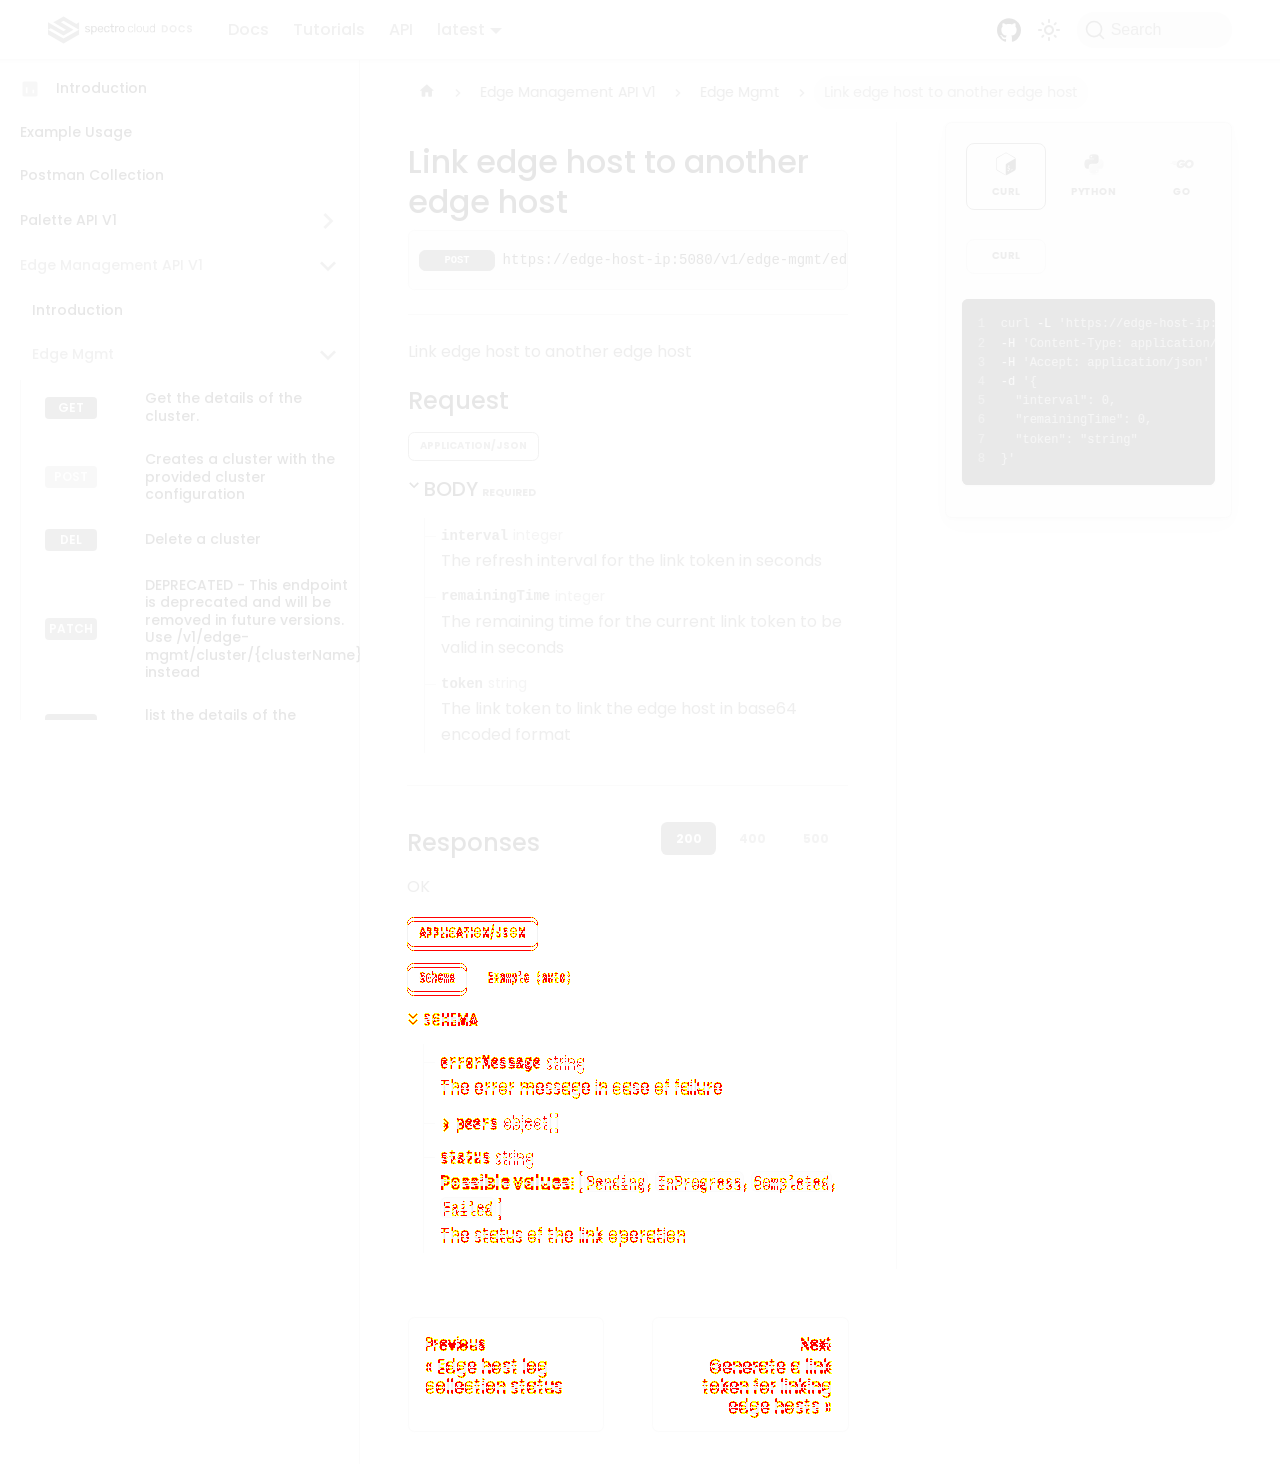 spectro cloud DOCS Docs Tutorials API latest Search
Introduction
Example Usage
Postman Collection
Palette API V1
Edge Management API V1
Introduction
Edge Mgmt
GET Get the details of the
cluster.
POST Creates a cluster with the
provided cluster
configuration
DEL Delete a cluster
PATCH DEPRECATED - This endpoint
is deprecated and will be
removed in future versions.
Use /v1/edge-
mgmt/cluster/{clusterName}
instead
list the details of the
Edge Management API V1 Edge Mgmt Link edge host to another edge host
Link edge host to another
edge host
POST https://edge-host-ip:5080/v1/edge-mgmt/ed
Link edge host to another edge host
Request
APPLICATION/JSON
BODY REQUIRED
interval integer
The refresh interval for the link token in seconds
remainingTime integer
The remaining time for the current link token to be
valid in seconds
token string
The link token to link the edge host in base64
encoded format
Responses 200 400 500
OK
APPLICATION/JSON
Schema Example (auto)
SCHEMA
errorMessage string
The error message in case of failure
peers object[]
status string
Possible values: [Pending, InProgress, Completed,
Failed]
The status of the link operation
Previous
« Edge host log
collection status
Next
Generate a link
token for linking
edge hosts »
CURL PYTHON GO
CURL
1 curl -L 'https://edge-host-ip:
2 -H 'Content-Type: application/
3 -H 'Accept: application/json'
4 -d '{
5 "interval": 0,
6 "remainingTime": 0,
7 "token": "string"
8 }'